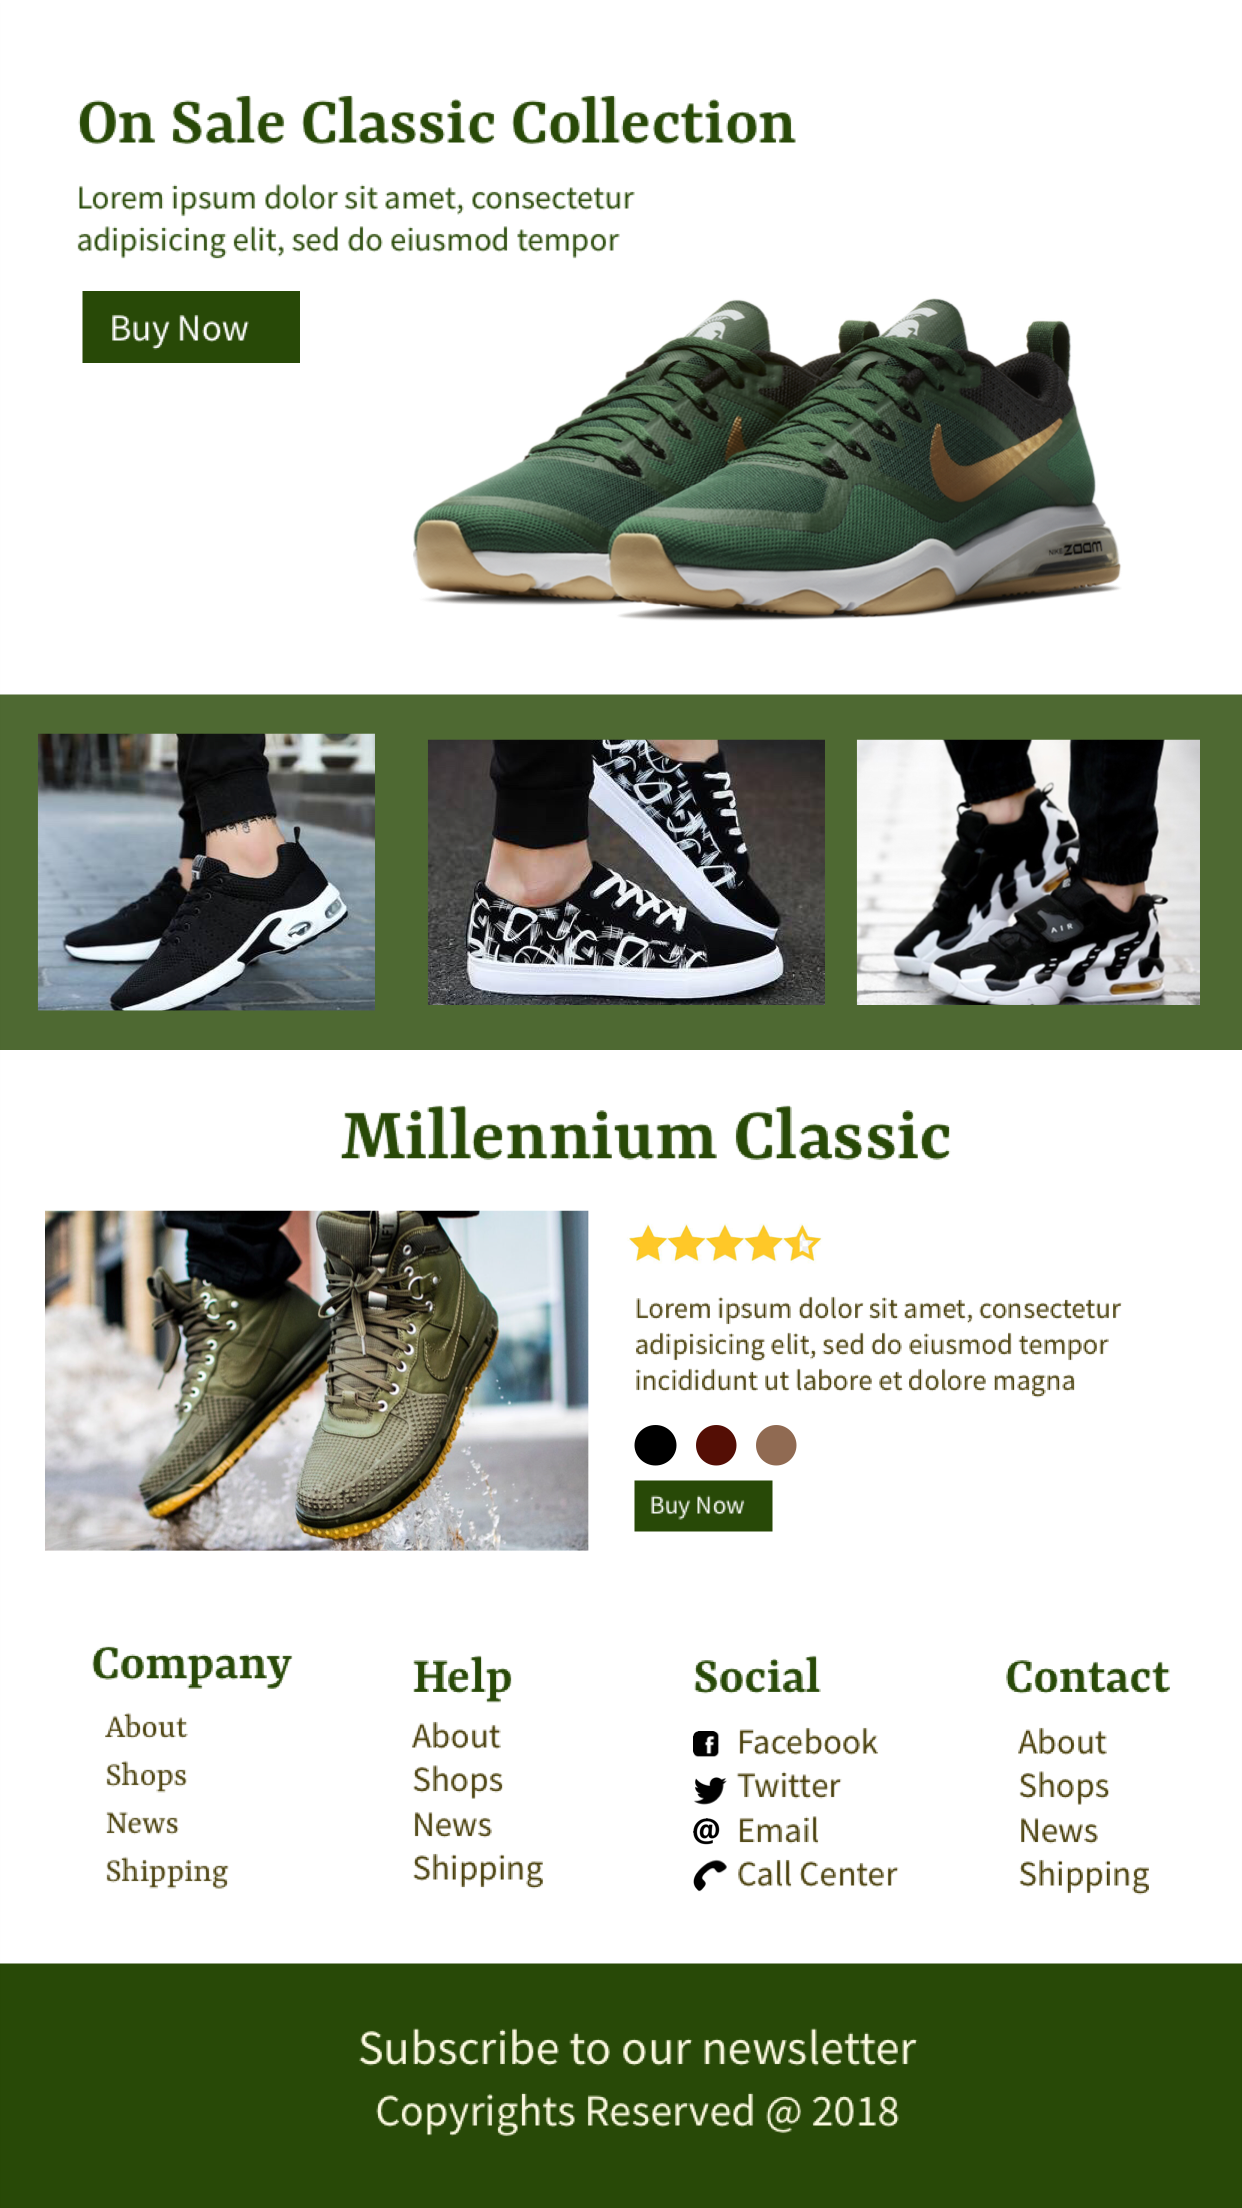 On Sale Classic Collection
Lorem ipsum dolor sit amet, consectetur
adipisicing elit, sed do eiusmod tempor
Buy Now
NIKE ZOOM
AIR
Millennium Classic
AF1
Lorem ipsum dolor sit amet, consectetur
adipisicing elit, sed do eiusmod tempor
incididunt ut labore et dolore magna
Buy Now
Company
About
Shops
News
Shipping
Help
About
Shops
News
Shipping
Social
Facebook
Twitter
@ Email
Call Center
Contact
About
Shops
News
Shipping
Subscribe to our newsletter
Copyrights Reserved @ 2018